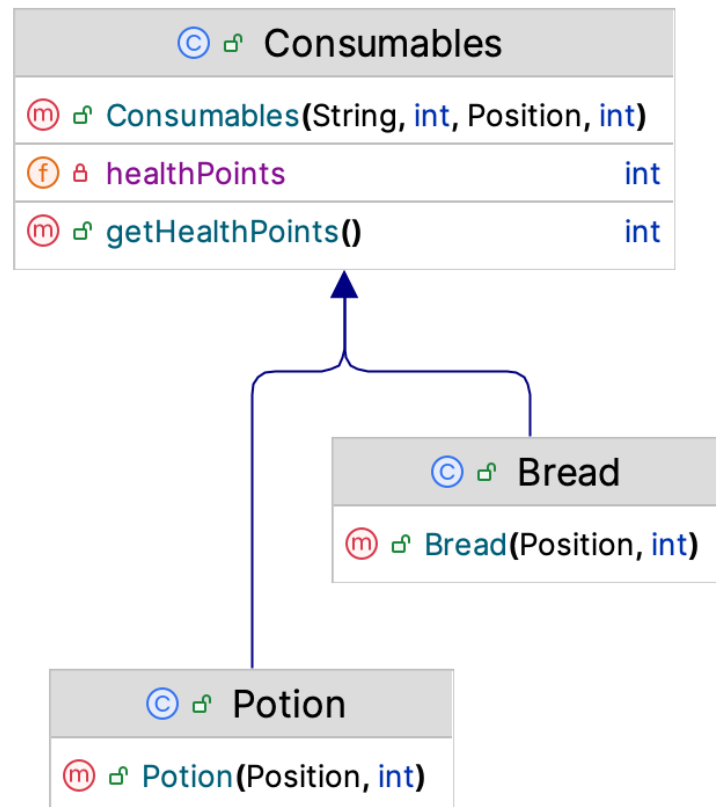 C Consumables
m Consumables(String, int, Position, int)
f healthPoints int
m getHealthPoints() int
C Bread
m Bread(Position, int)
C Potion
m Potion(Position, int)